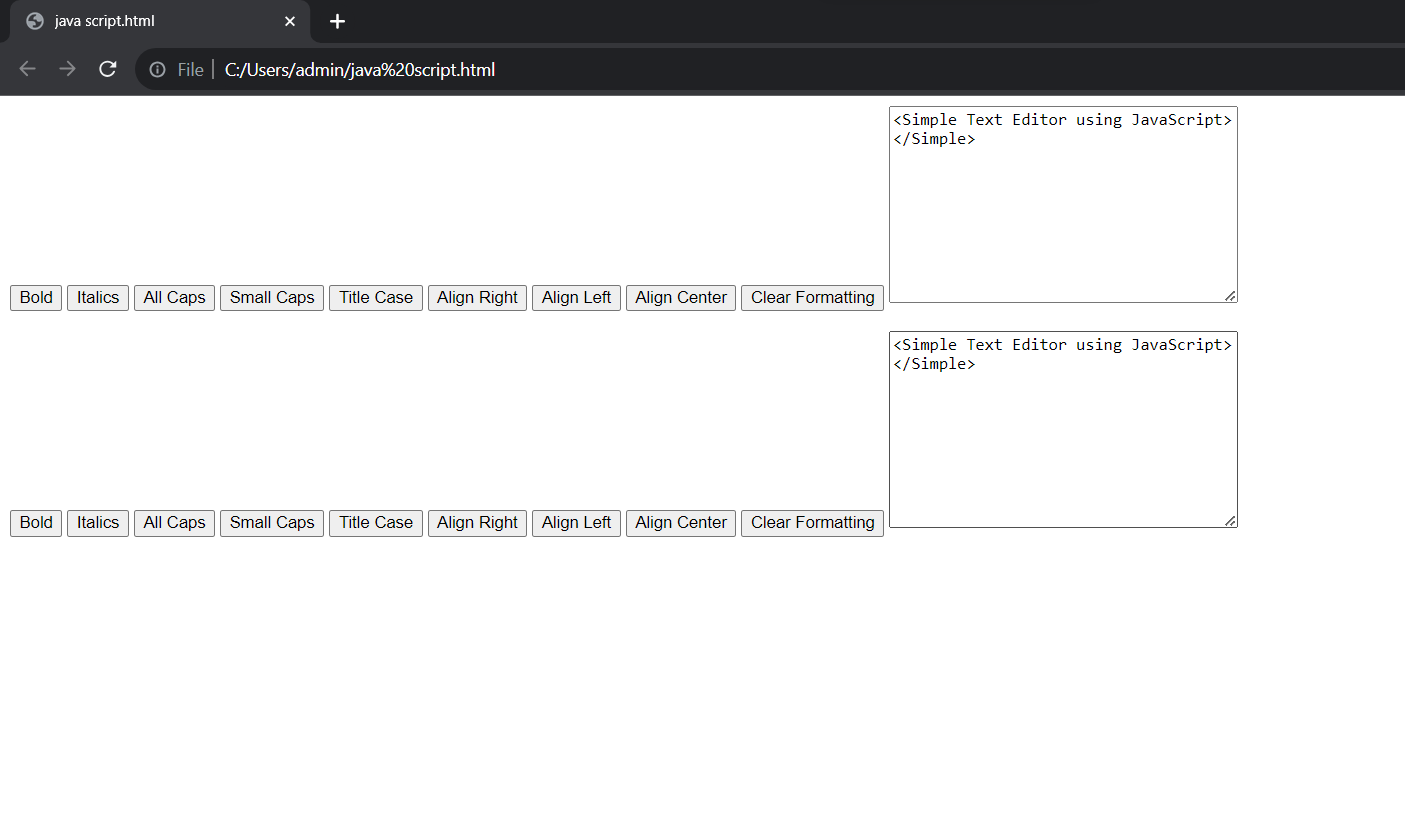 java script.html
File C:/Users/admin/java%20script.html
<Simple Text Editor using JavaScript>
</Simple>
Bold Italics All Caps Small Caps Title Case Align Right Align Left Align Center Clear Formatting
<Simple Text Editor using JavaScript>
</Simple>
Bold Italics All Caps Small Caps Title Case Align Right Align Left Align Center Clear Formatting